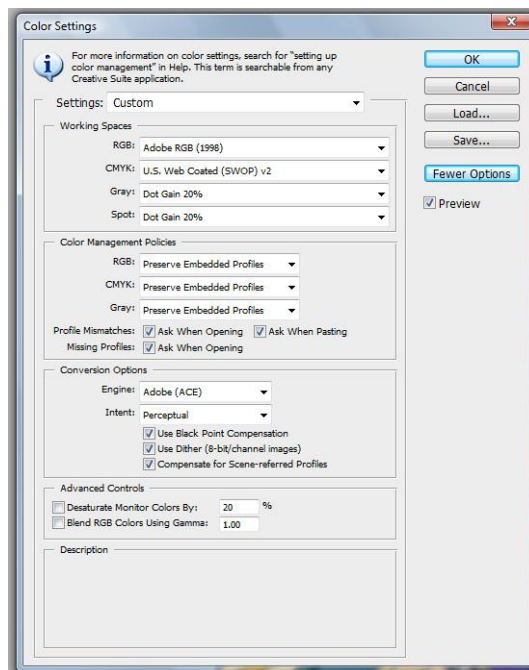 Color Settings
For more information on color settings, search for "setting up
color management" in Help. This term is searchable from any
Creative Suite application.
Settings: Custom
Working Spaces
RGB: Adobe RGB (1998)
CMYK: U.S. Web Coated (SWOP) v2
Gray: Dot Gain 20%
Spot: Dot Gain 20%
Color Management Policies
RGB: Preserve Embedded Profiles
CMYK: Preserve Embedded Profiles
Gray: Preserve Embedded Profiles
Profile Mismatches: Ask When Opening Ask When Pasting
Missing Profiles: Ask When Opening
Conversion Options
Engine: Adobe (ACE)
Intent: Perceptual
Use Black Point Compensation
Use Dither (8-bit/channel images)
Compensate for Scene-referred Profiles
Advanced Controls
Desaturate Monitor Colors By: 20 %
Blend RGB Colors Using Gamma: 1.00
Description
OK
Cancel
Load...
Save...
Fewer Options
Preview